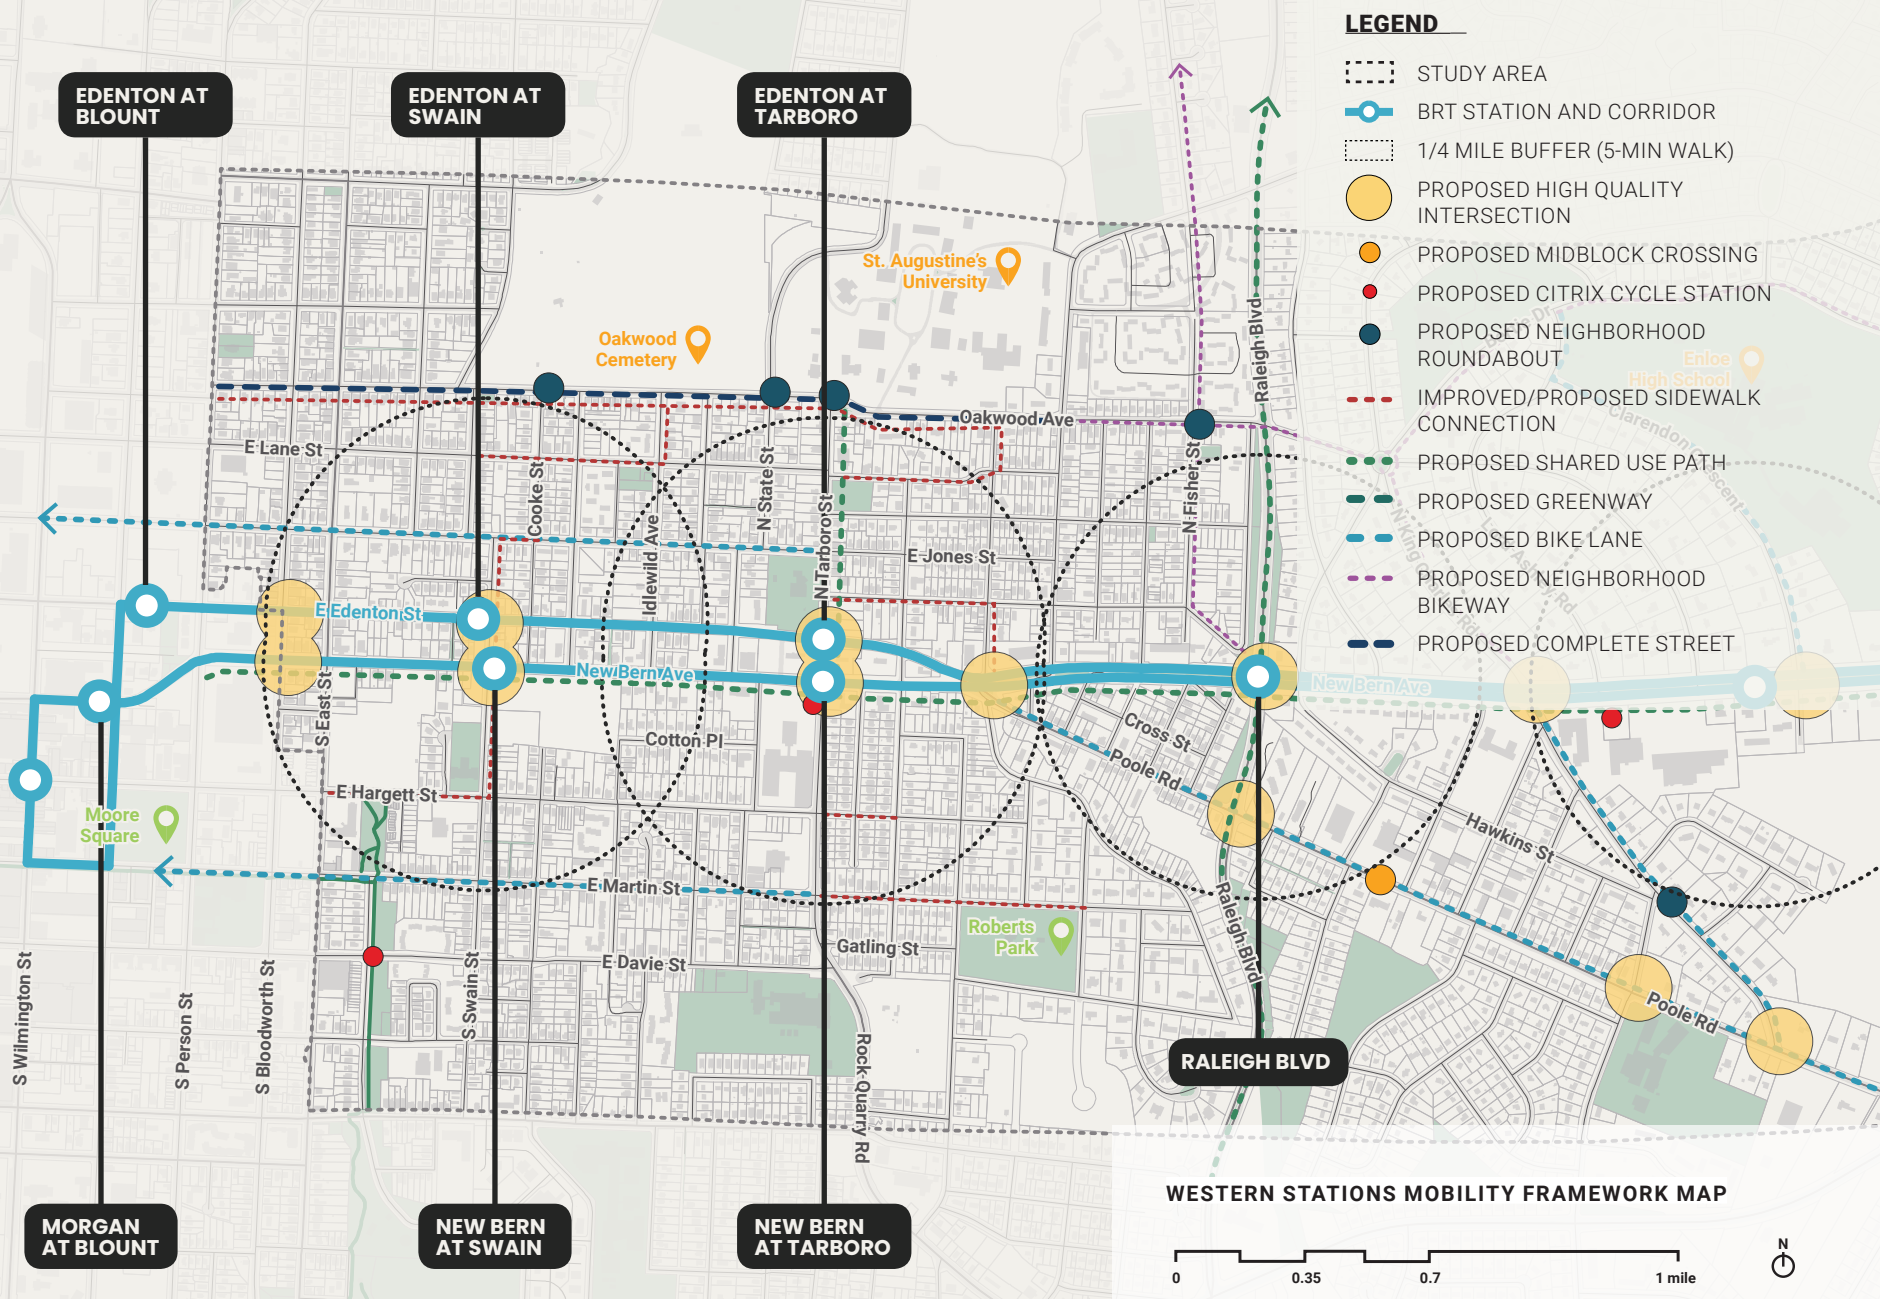 EDENTON AT
BLOUNT
EDENTON AT
SWAIN
EDENTON AT
TARBORO
LEGEND
STUDY AREA
BRT STATION AND CORRIDOR
1/4 MILE BUFFER (5-MIN WALK)
PROPOSED HIGH QUALITY
INTERSECTION
PROPOSED MIDBLOCK CROSSING
PROPOSED CITRIX CYCLE STATION
PROPOSED NEIGHBORHOOD
ROUNDABOUT
IMPROVED/PROPOSED SIDEWALK
CONNECTION
PROPOSED SHARED USE PATH
PROPOSED GREENWAY
PROPOSED BIKE LANE
PROPOSED NEIGHBORHOOD
BIKEWAY
PROPOSED COMPLETE STREET
St. Augustine's
University
Oakwood
Cemetery
Enloe
High School
Raleigh Blvd
Oakwood Ave
Clarendon Crescent
E Lane St
Cooke St
N State St
N Tarboro St
N Fisher St
Idlewild Ave
E Jones St
E Edenton St
New Bern Ave
New Bern Ave
S East St
Cotton Pl
Cross St
Poole Rd
E Hargett St
Moore
Square
Hawkins St
E Martin St
Raleigh Blvd
Roberts
Park
Gatling St
E Davie St
S Wilmington St
S Person St
S Bloodworth St
S Swain St
Rock Quarry Rd
Poole Rd
RALEIGH BLVD
MORGAN
AT BLOUNT
NEW BERN
AT SWAIN
NEW BERN
AT TARBORO
WESTERN STATIONS MOBILITY FRAMEWORK MAP
0
0.35
0.7
1 mile
N